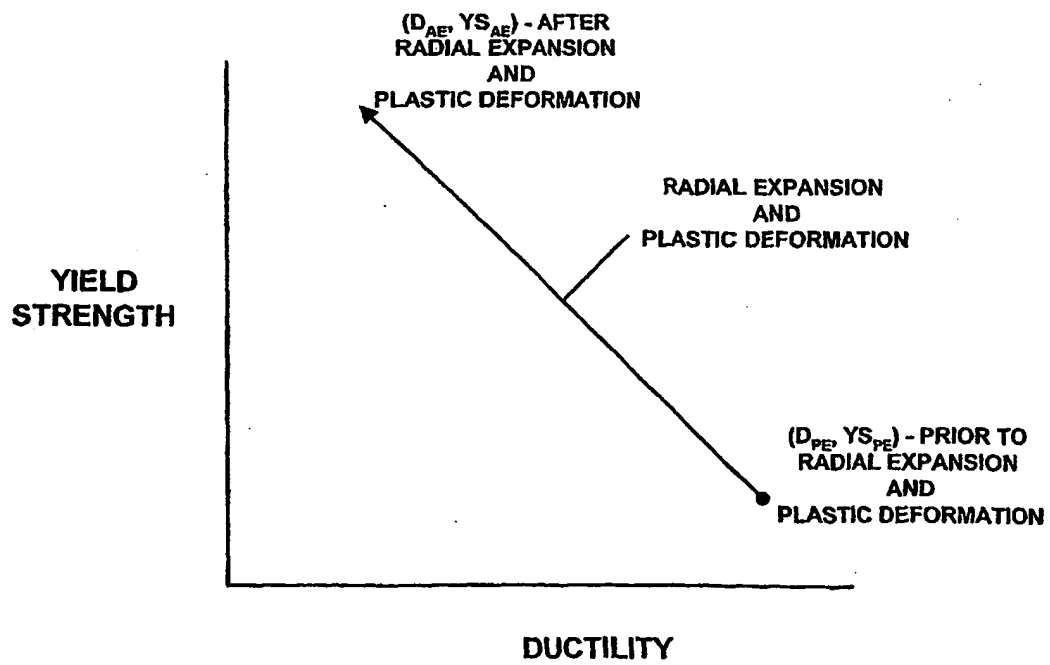 (D_AE, YS_AE) - AFTER
RADIAL EXPANSION
AND
PLASTIC DEFORMATION
RADIAL EXPANSION
AND
PLASTIC DEFORMATION
YIELD
STRENGTH
(D_PE, YS_PE) - PRIOR TO
RADIAL EXPANSION
AND
PLASTIC DEFORMATION
DUCTILITY